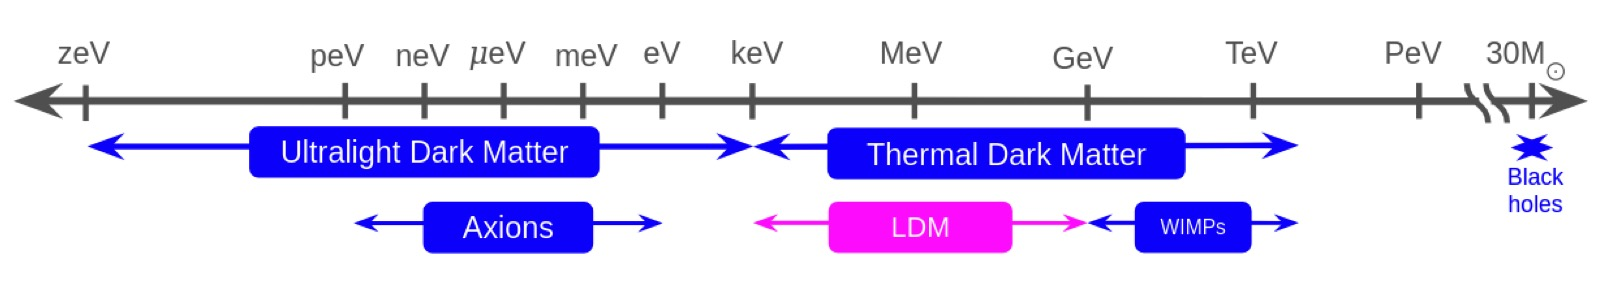 zeV peV neV μeV meV eV keV MeV GeV TeV PeV 30M⊙
Ultralight Dark Matter Thermal Dark Matter
Axions LDM WIMPs
Black
holes